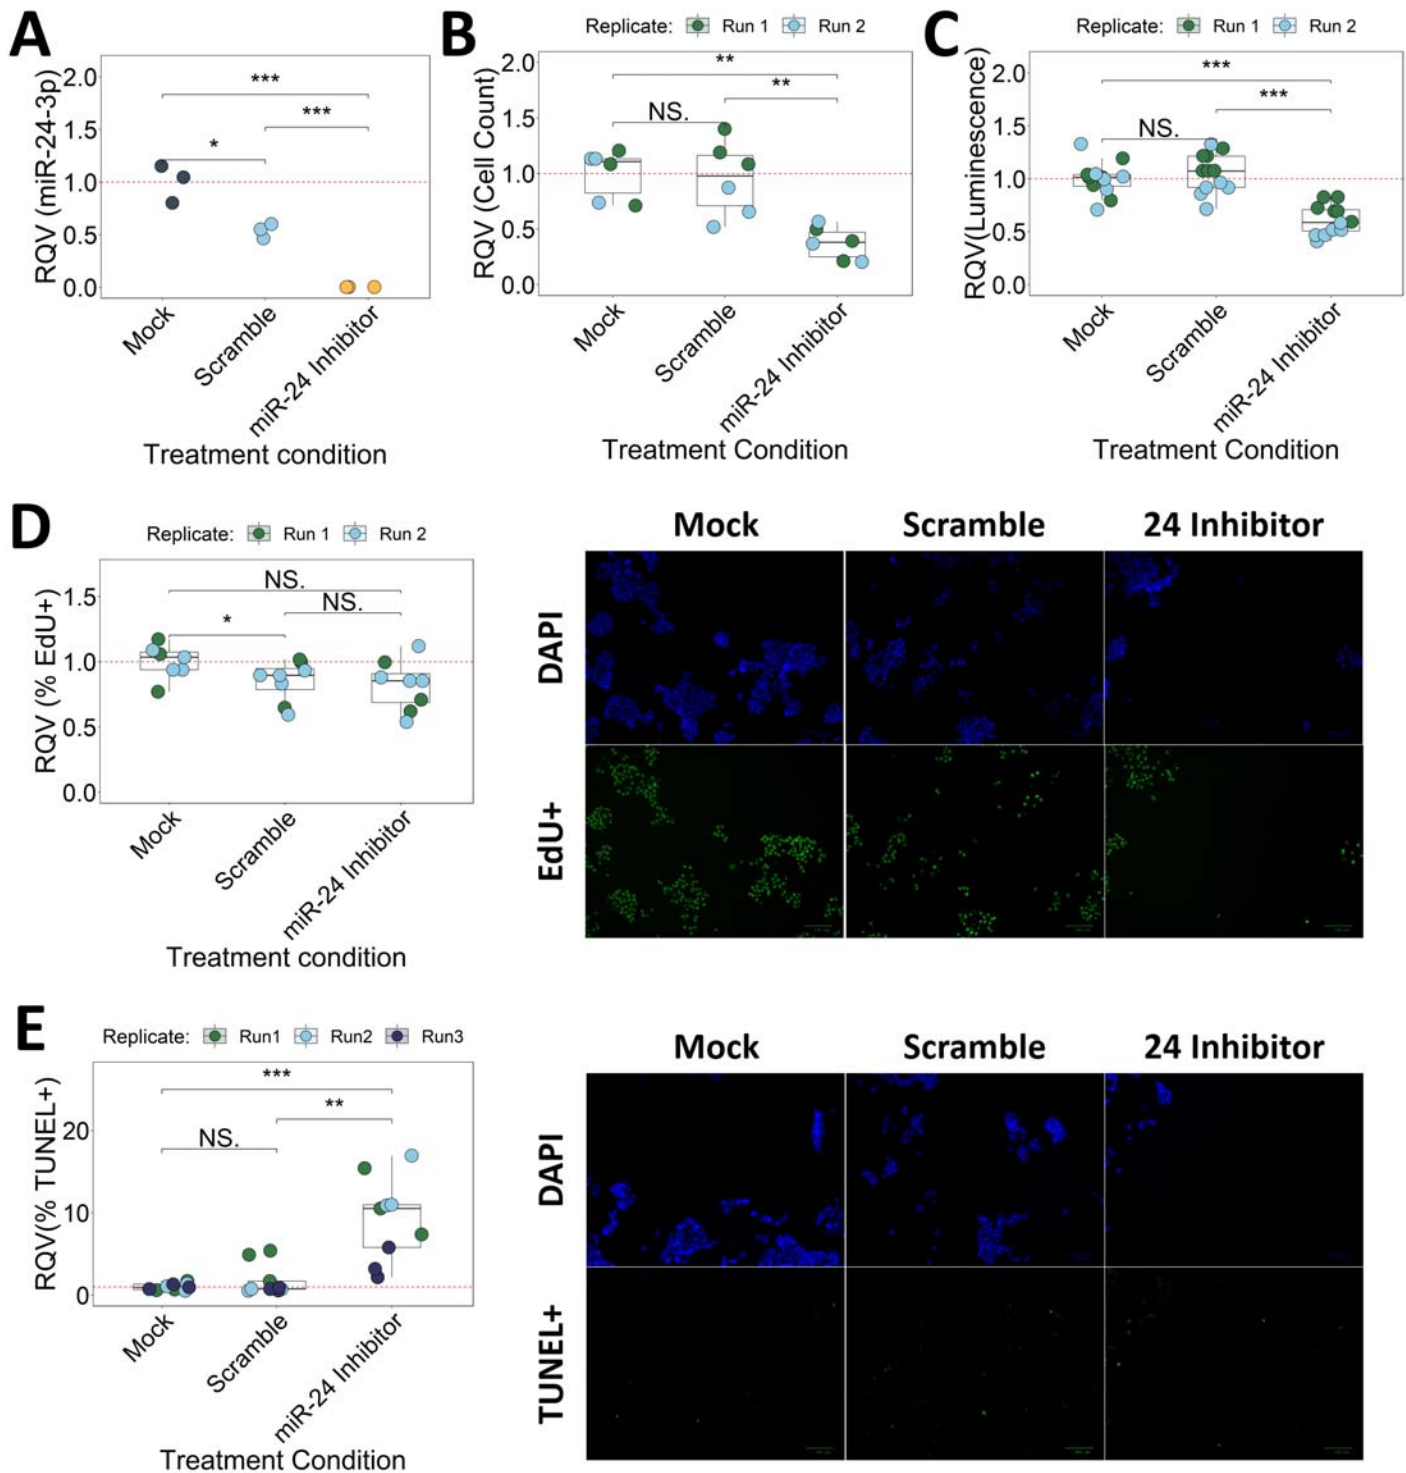 A
RQV (miR-24-3p)
2.0
1.5
1.0
0.5
0.0
***
***
*
Mock
Scramble
miR-24 Inhibitor
Treatment condition
B
Replicate: Run 1 Run 2
RQV (Cell Count)
2.0
1.5
1.0
0.5
0.0
**
**
NS.
Mock
Scramble
miR-24 Inhibitor
Treatment Condition
C
Replicate: Run 1 Run 2
RQV(Luminescence)
2.0
1.5
1.0
0.5
0.0
***
***
NS.
Mock
Scramble
miR-24 Inhibitor
Treatment Condition
D
Replicate: Run 1 Run 2
RQV (% EdU+)
1.5
1.0
0.5
0.0
NS.
NS.
*
Mock
Scramble
miR-24 Inhibitor
Treatment condition
Mock Scramble 24 Inhibitor
DAPI
EdU+
E
Replicate: Run1 Run2 Run3
RQV(% TUNEL+)
20
10
0
***
**
NS.
Mock
Scramble
miR-24 Inhibitor
Treatment Condition
Mock Scramble 24 Inhibitor
DAPI
TUNEL+